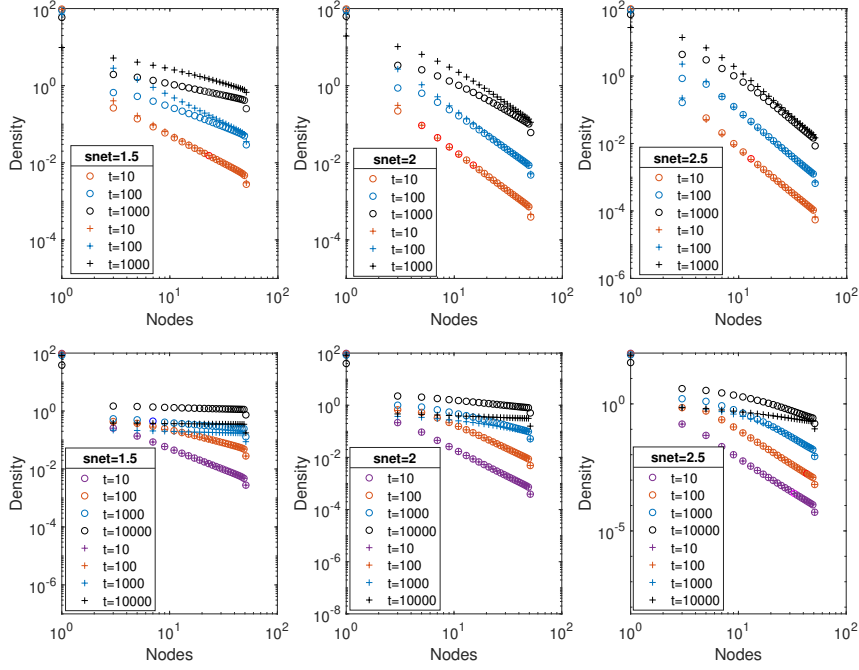 10^2
10^0
10^-2
10^-4
Density
snet=1.5
t=10
t=100
t=1000
t=10
t=100
t=1000
10^0
10^1
10^2
Nodes
10^2
10^0
10^-2
10^-4
Density
snet=2
t=10
t=100
t=1000
t=10
t=100
t=1000
10^0
10^1
10^2
Nodes
10^2
10^0
10^-2
10^-4
10^-6
Density
snet=2.5
t=10
t=100
t=1000
t=10
t=100
t=1000
10^0
10^1
10^2
Nodes
10^2
10^0
10^-2
10^-4
10^-6
Density
snet=1.5
t=10
t=100
t=1000
t=10000
t=10
t=100
t=1000
t=10000
10^0
10^1
10^2
Nodes
10^2
10^0
10^-2
10^-4
10^-6
10^-8
Density
snet=2
t=10
t=100
t=1000
t=10000
t=10
t=100
t=1000
t=10000
10^0
10^1
10^2
Nodes
10^0
10^-5
Density
snet=2.5
t=10
t=100
t=1000
t=10000
t=10
t=100
t=1000
t=10000
10^0
10^1
10^2
Nodes